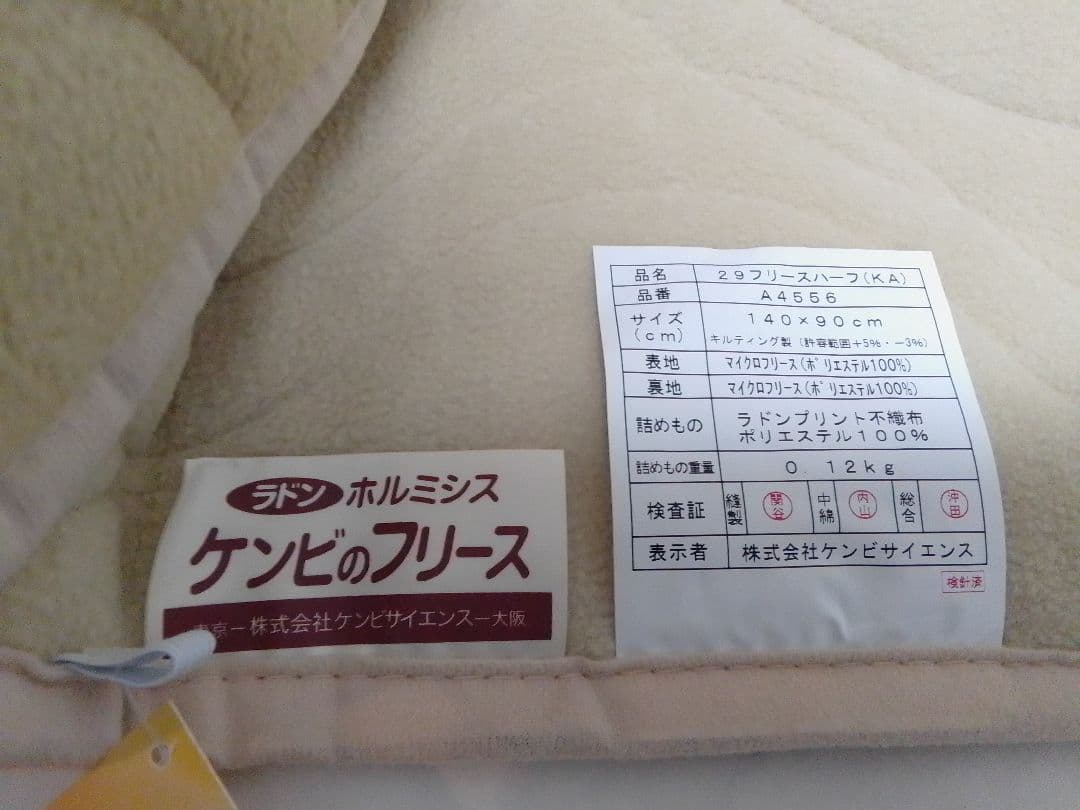 ラドン ホルミシス
ケンビのフリース
東京ー株式会社ケンビサイエンスー大阪
品名 29フリースハーフ(KA)
品番 A4556
サイズ(cm) 140×90cm
キルティング製(許容範囲+5%・-3%)
表地 マイクロフリース(ポリエステル100%)
裏地 マイクロフリース(ポリエステル100%)
詰めもの ラドンプリント不織布
ポリエステル100%
詰めもの重量 0.12kg
検査証 縫製 関谷 中綿 内山 総合 沖田
表示者 株式会社ケンビサイエンス
検針済